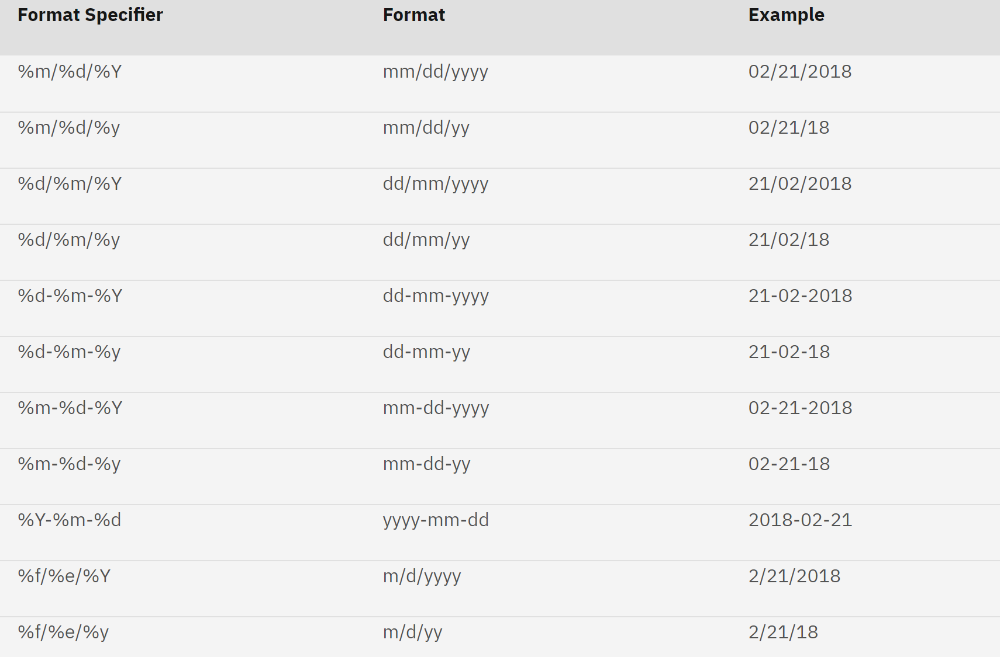 Format Specifier Format Example
%m/%d/%Y mm/dd/yyyy 02/21/2018
%m/%d/%y mm/dd/yy 02/21/18
%d/%m/%Y dd/mm/yyyy 21/02/2018
%d/%m/%y dd/mm/yy 21/02/18
%d-%m-%Y dd-mm-yyyy 21-02-2018
%d-%m-%y dd-mm-yy 21-02-18
%m-%d-%Y mm-dd-yyyy 02-21-2018
%m-%d-%y mm-dd-yy 02-21-18
%Y-%m-%d yyyy-mm-dd 2018-02-21
%f/%e/%Y m/d/yyyy 2/21/2018
%f/%e/%y m/d/yy 2/21/18